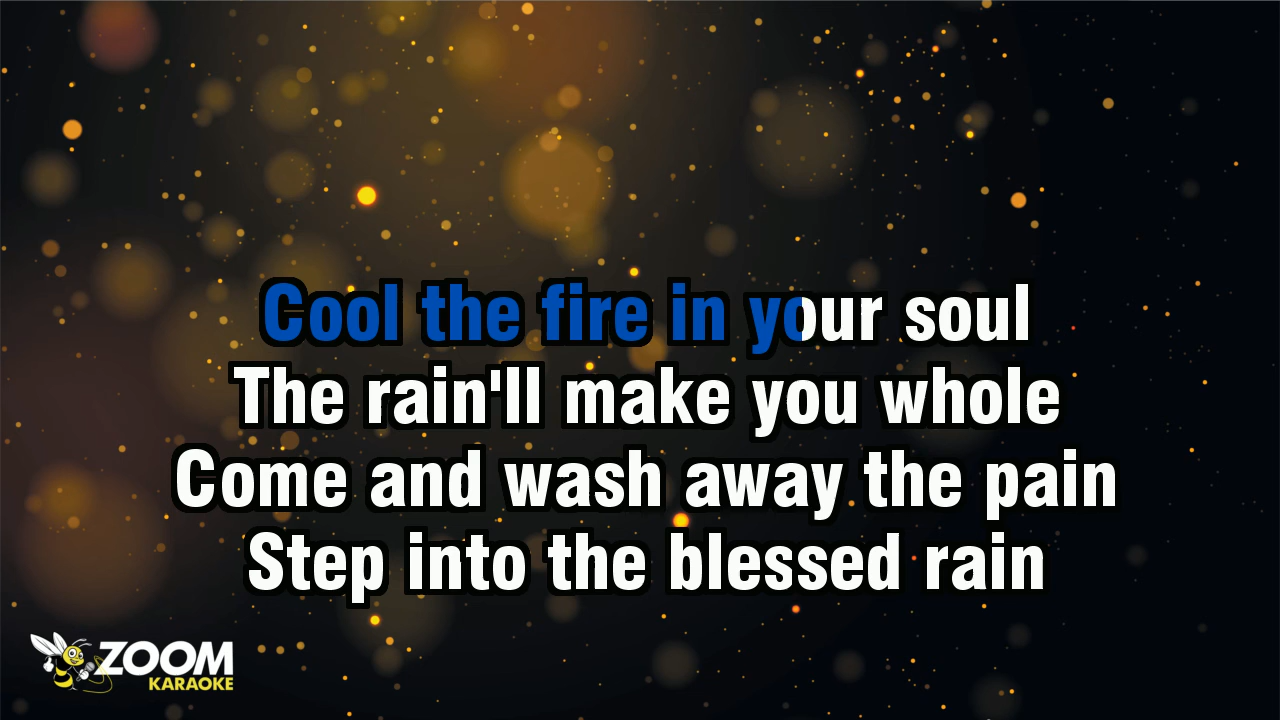 Cool the fire in your soul
The rain'll make you whole
Come and wash away the pain
Step into the blessed rain
ZOOM
KARAOKE